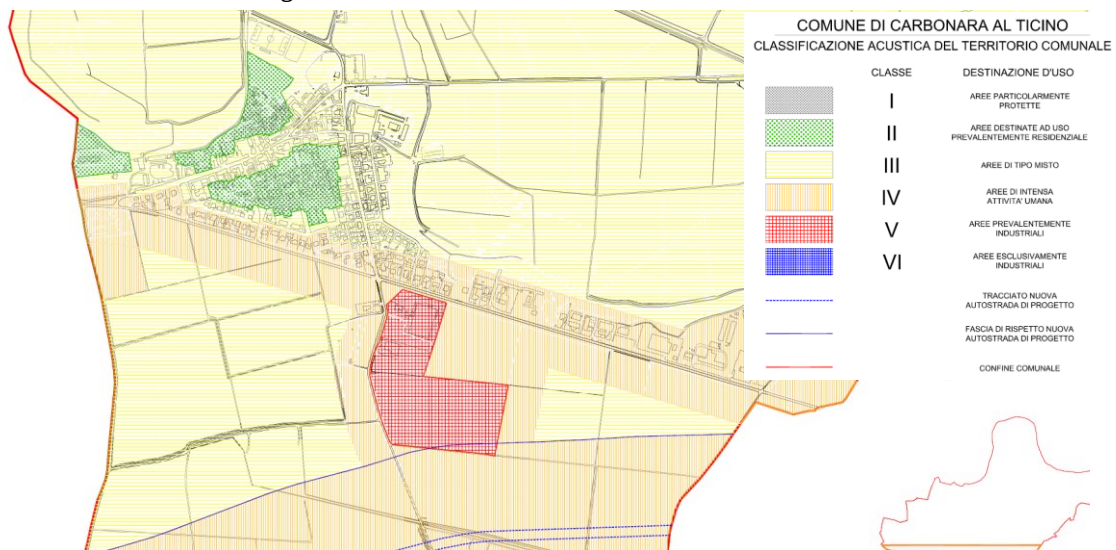 COMUNE DI CARBONARA AL TICINO
CLASSIFICAZIONE ACUSTICA DEL TERRITORIO COMUNALE
CLASSE DESTINAZIONE D'USO
I AREE PARTICOLARMENTE
PROTETTE
II AREE DESTINATE AD USO
PREVALENTEMENTE RESIDENZIALE
III AREE DI TIPO MISTO
IV AREE DI INTENSA
ATTIVITA' UMANA
V AREE PREVALENTEMENTE
INDUSTRIALI
VI AREE ESCLUSIVAMENTE
INDUSTRIALI
TRACCIATO NUOVA
AUTOSTRADA DI PROGETTO
FASCIA DI RISPETTO NUOVA
AUTOSTRADA DI PROGETTO
CONFINE COMUNALE